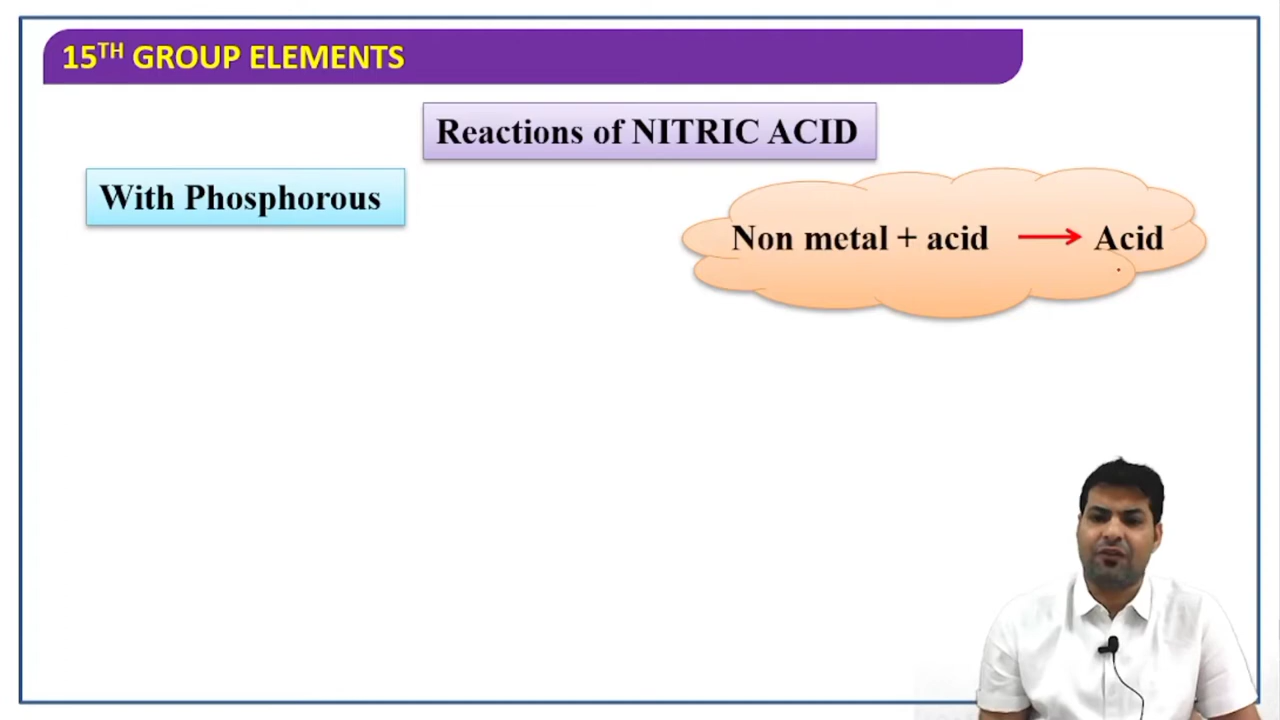 15TH GROUP ELEMENTS
Reactions of NITRIC ACID
With Phosphorous
Non metal + acid ⟶ Acid